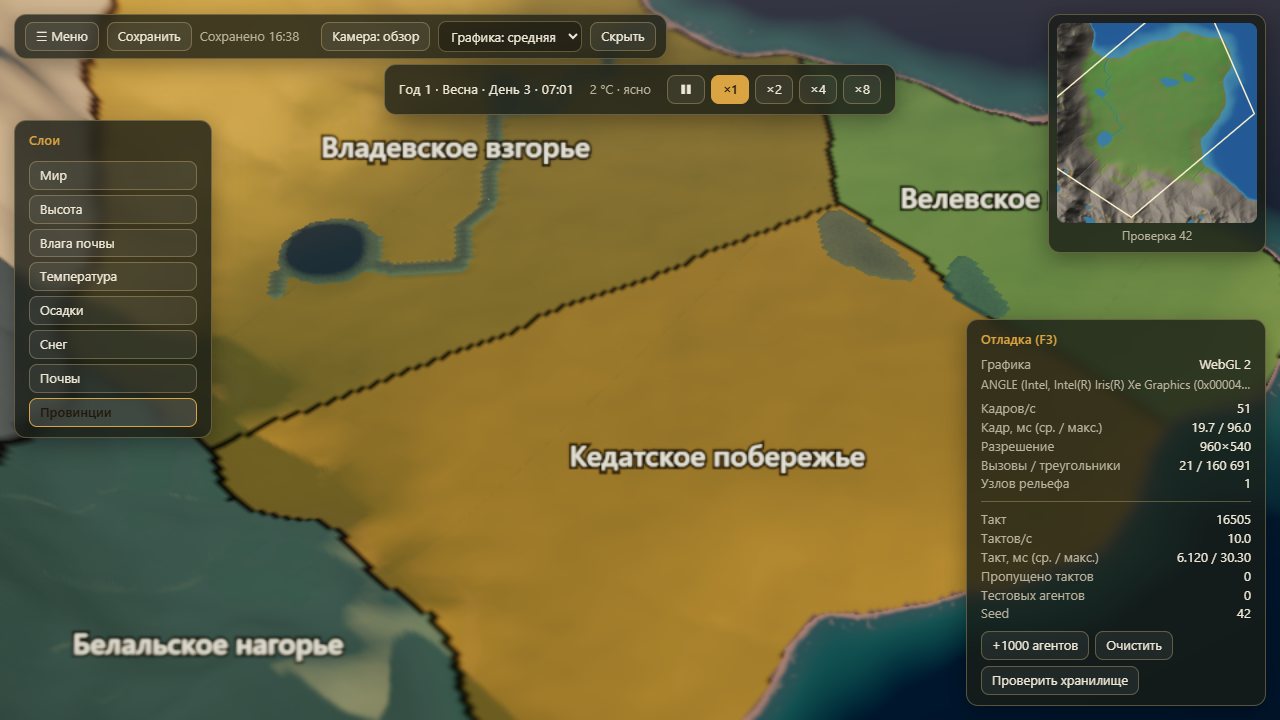 ☰ Меню Сохранить Сохранено 16:38 Камера: обзор Графика: средняя Скрыть
Год 1 · Весна · День 3 · 07:01 2 °C · ясно ×1 ×2 ×4 ×8
Слои
Мир
Высота
Влага почвы
Температура
Осадки
Снег
Почвы
Провинции
Владевское взгорье
Велевское
Кедатское побережье
Белальское нагорье
Проверка 42
Отладка (F3)
Графика WebGL 2
ANGLE (Intel, Intel(R) Iris(R) Xe Graphics (0x00004...
Кадров/с 51
Кадр, мс (ср. / макс.) 19.7 / 96.0
Разрешение 960×540
Вызовы / треугольники 21 / 160 691
Узлов рельефа 1
Такт 16505
Тактов/с 10.0
Такт, мс (ср. / макс.) 6.120 / 30.30
Пропущено тактов 0
Тестовых агентов 0
Seed 42
+1000 агентов Очистить
Проверить хранилище